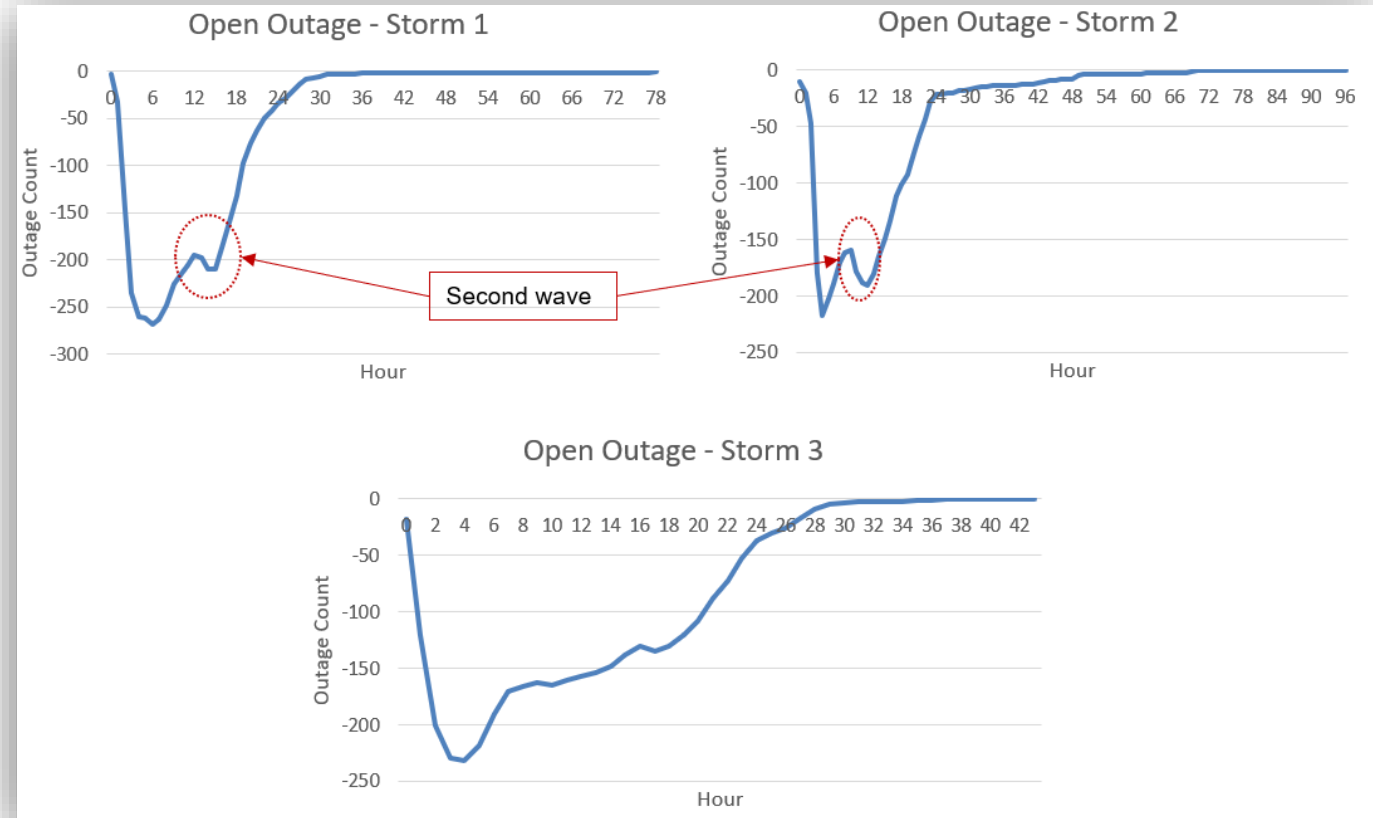 Open Outage - Storm 1
0
-50
-100
-150
-200
-250
-300
0 6 12 18 24 30 36 42 48 54 60 66 72 78
Outage Count
Hour
Open Outage - Storm 2
0
-50
-100
-150
-200
-250
0 6 12 18 24 30 36 42 48 54 60 66 72 78 84 90 96
Outage Count
Hour
Second wave
Open Outage - Storm 3
0
-50
-100
-150
-200
-250
0 2 4 6 8 10 12 14 16 18 20 22 24 26 28 30 32 34 36 38 40 42
Outage Count
Hour